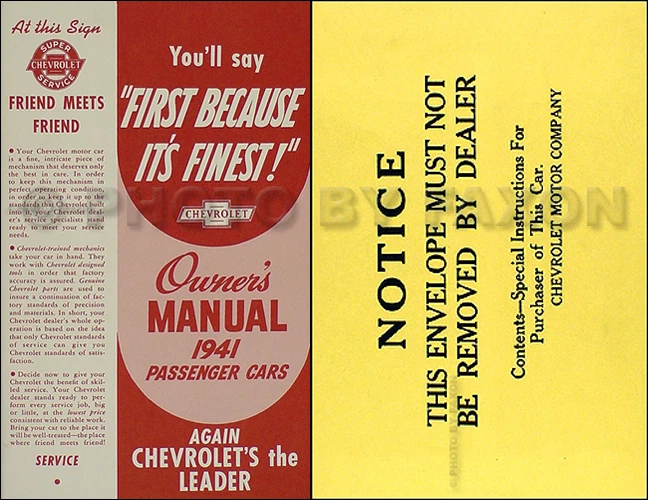 At this Sign
SUPER
CHEVROLET
SERVICE
FRIEND MEETS
FRIEND
• Your Chevrolet motor car
is a fine, intricate piece of
mechanism that deserves only
the best in care. In order
to keep this mechanism in
perfect operating condition,
in order to keep it up to the
standards that Chevrolet built
into it, your Chevrolet deal-
er's service specialists stand
ready to meet your service
needs.
• Chevrolet-trained mechanics
take your car in hand. They
work with Chevrolet designed
tools in order that factory
accuracy is assured. Genuine
Chevrolet parts are used to
insure a continuation of fac-
tory standards of precision
and materials. In short, your
Chevrolet dealer's whole op-
eration is based on the idea
that only Chevrolet standards
of service can give you
Chevrolet standards of satis-
faction.
• Decide now to give your
Chevrolet the benefit of skil-
led service. Your Chevrolet
dealer stands ready to per-
form every service job, big
or little, at the lowest price
consistent with reliable work.
Bring your car to the place it
will be well-treated—the place
where friend meets friend!
SERVICE
You'll say
"FIRST BECAUSE
IT'S FINEST!"
CHEVROLET
Owner's
MANUAL
1941
PASSENGER CARS
AGAIN
CHEVROLET'S the
LEADER
NOTICE
THIS ENVELOPE MUST NOT
BE REMOVED BY DEALER
Contents—Special Instructions For
Purchaser of This Car.
CHEVROLET MOTOR COMPANY
© PHOTO BY FAXON
© PHOTO BY FAXON